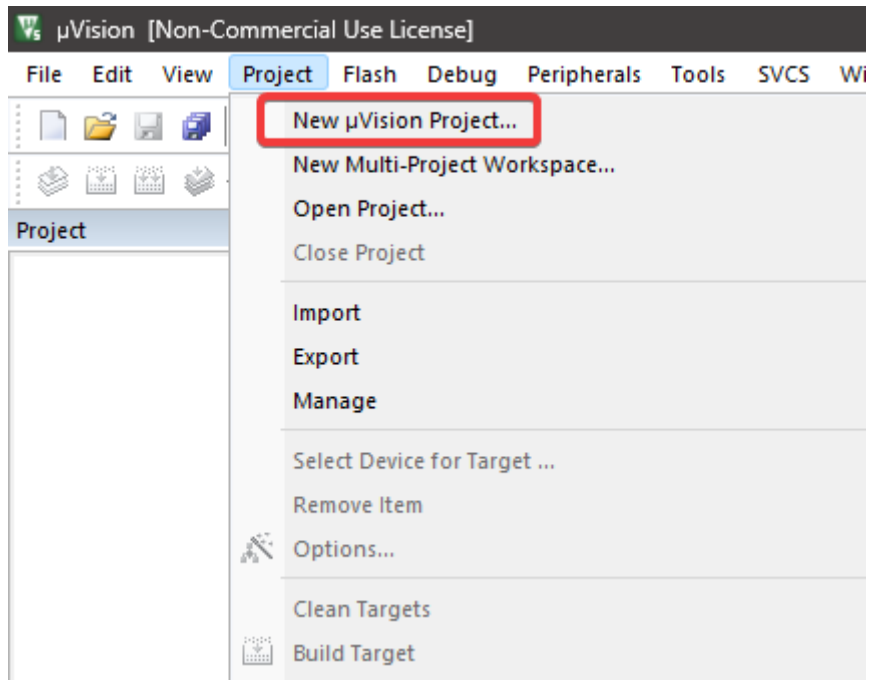 µVision [Non-Commercial Use License]
File Edit View Project Flash Debug Peripherals Tools SVCS Wi
New µVision Project...
New Multi-Project Workspace...
Open Project...
Project
Close Project
Import
Export
Manage
Select Device for Target ...
Remove Item
Options...
Clean Targets
Build Target